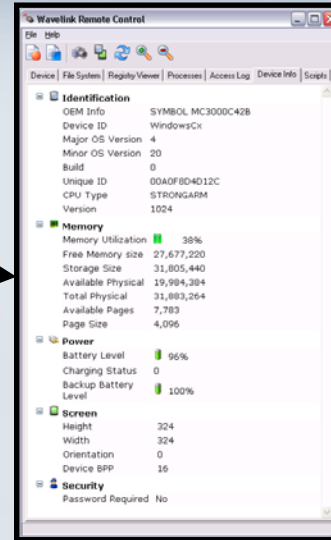 Wavelink Remote Control
File Help
Device File System Registry Viewer Processes Access Log Device Info Scripts
Identification
OEM Info SYMBOL MC3000C42B
Device ID WindowsCx
Major OS Version 4
Minor OS Version 20
Build 0
Unique ID 00A0F8D4D12C
CPU Type STRONGARM
Version 1024
Memory
Memory Utilization 38%
Free Memory size 27,677,220
Storage Size 31,805,440
Available Physical 19,984,384
Total Physical 31,883,264
Available Pages 7,783
Page Size 4,096
Power
Battery Level 96%
Charging Status 0
Backup Battery
Level 100%
Screen
Height 324
Width 324
Orientation 0
Device BPP 16
Security
Password Required No